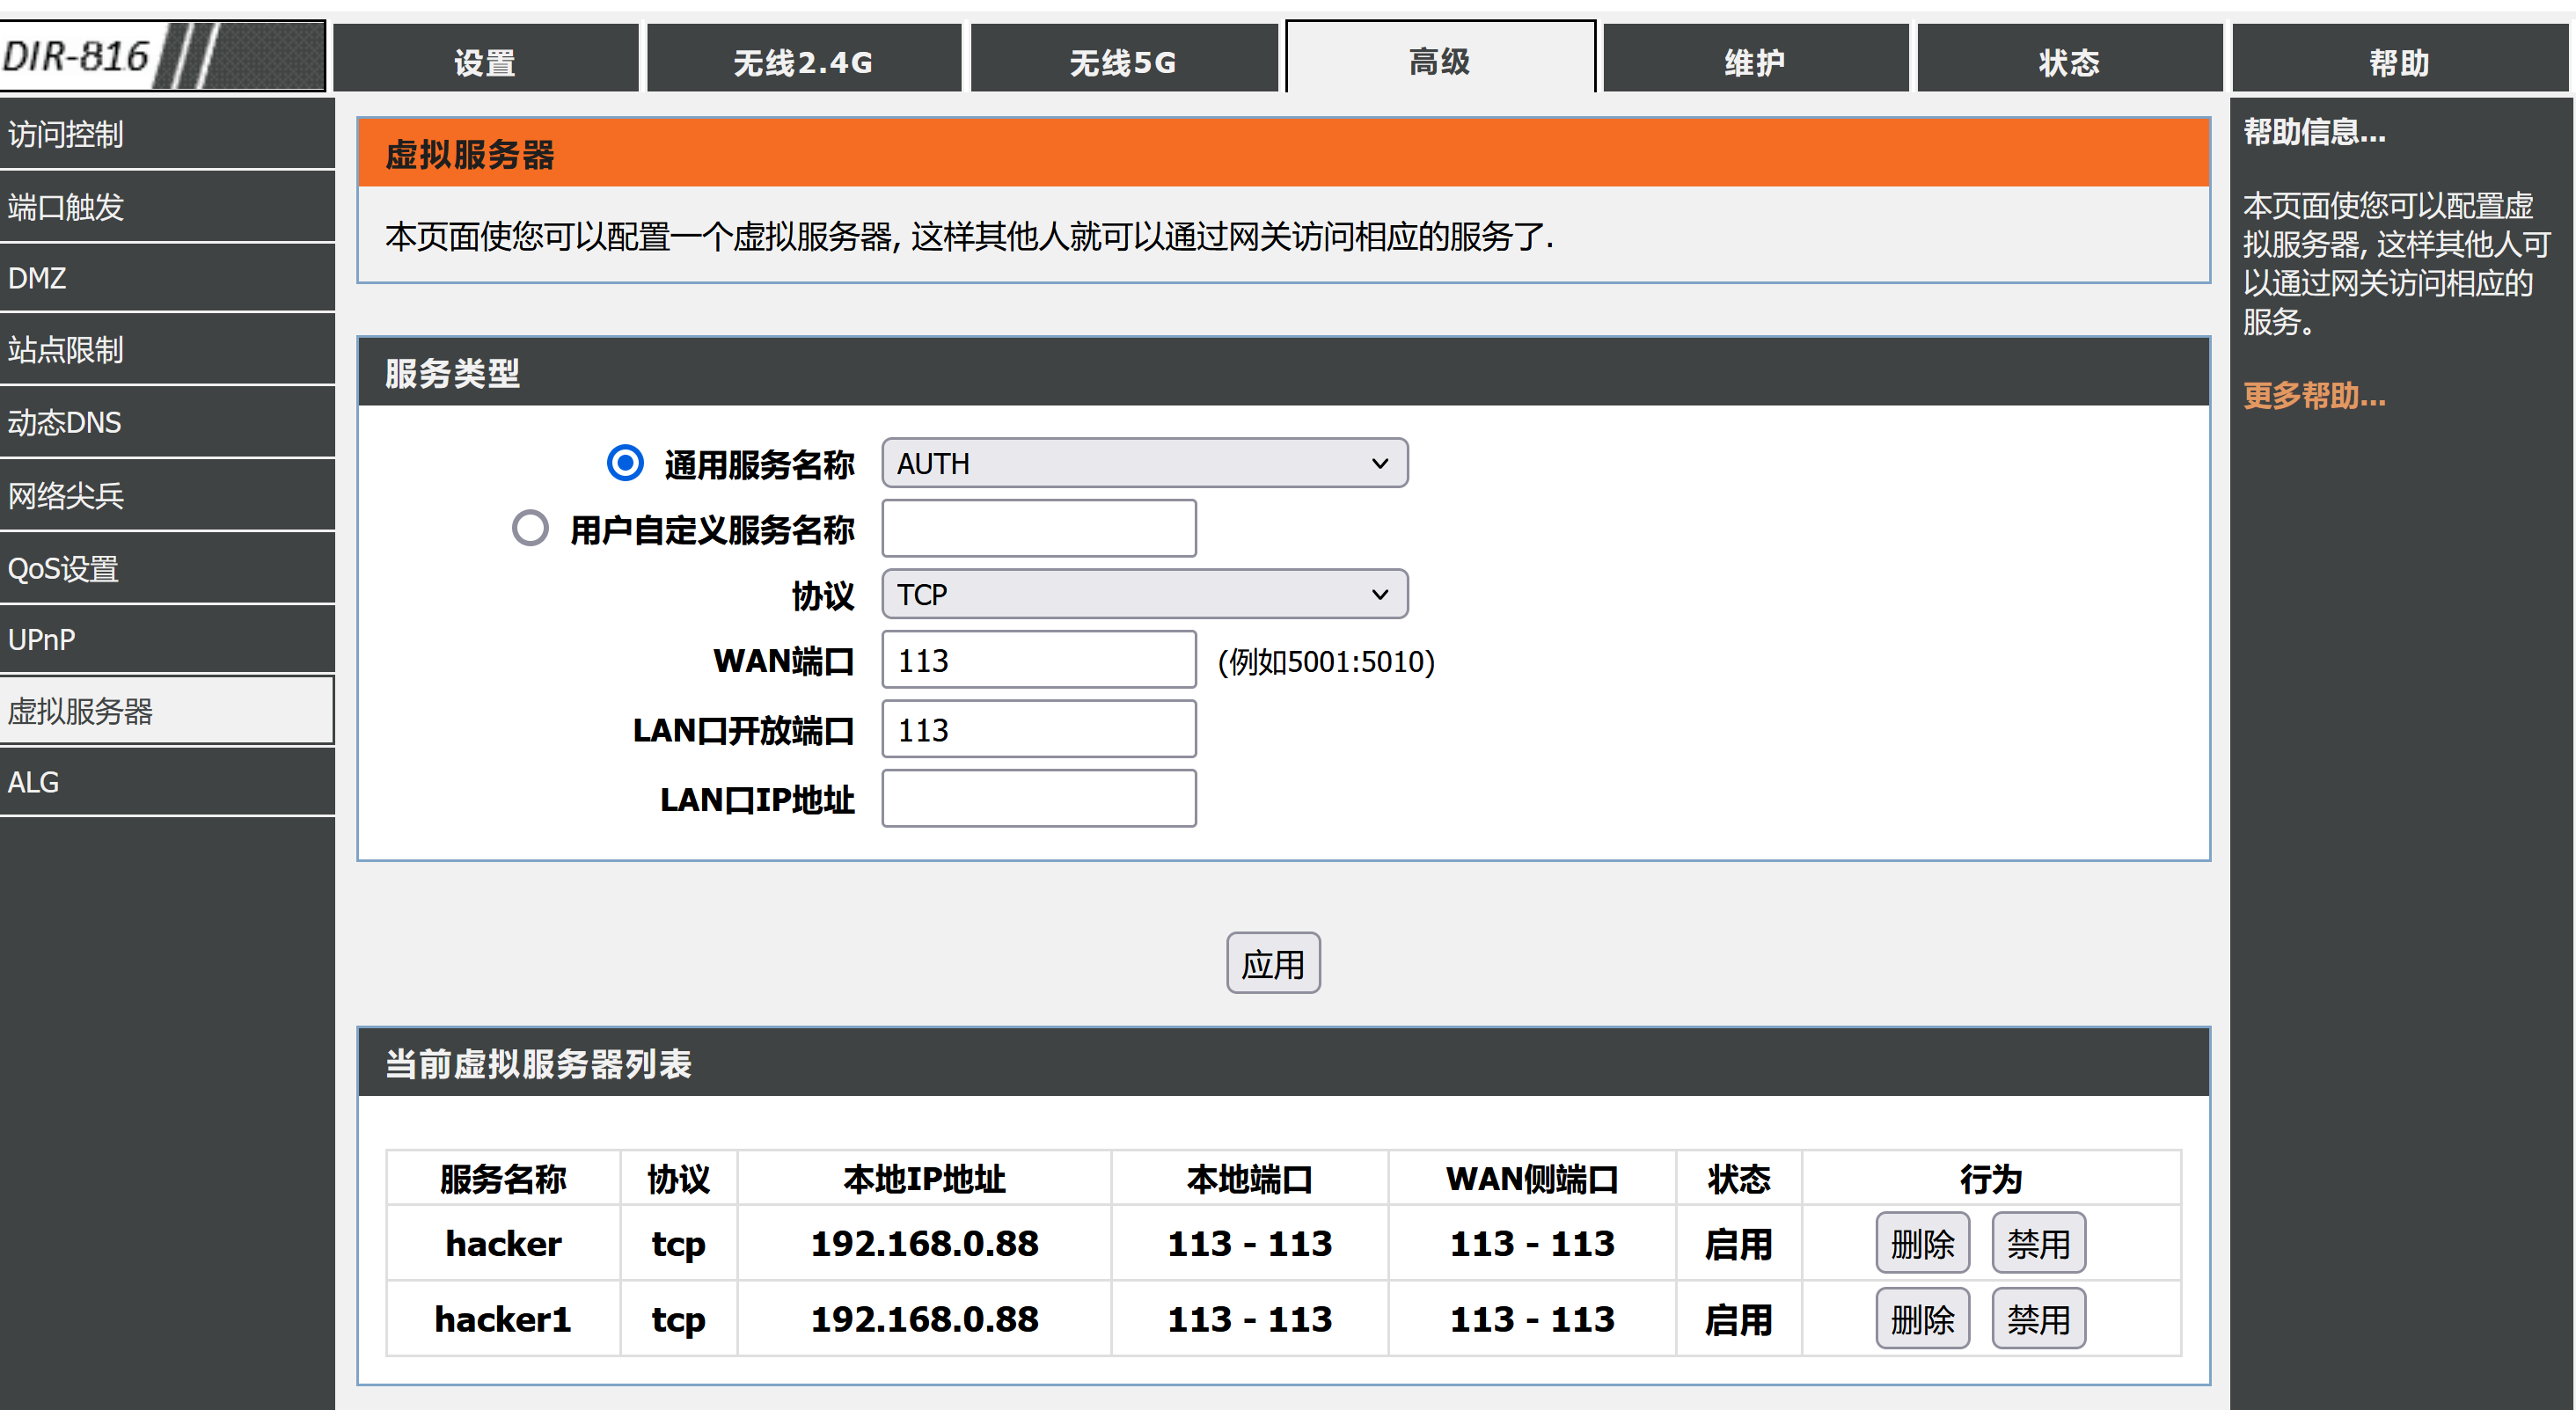 DIR-816
设置 无线2.4G 无线5G 高级 维护 状态 帮助
访问控制
端口触发
DMZ
站点限制
动态DNS
网络尖兵
QoS设置
UPnP
虚拟服务器
ALG
虚拟服务器
本页面使您可以配置一个虚拟服务器, 这样其他人就可以通过网关访问相应的服务了.
服务类型
通用服务名称 AUTH
用户自定义服务名称
协议 TCP
WAN端口 113 (例如5001:5010)
LAN口开放端口 113
LAN口IP地址
应用
当前虚拟服务器列表
服务名称 协议 本地IP地址 本地端口 WAN侧端口 状态 行为
hacker tcp 192.168.0.88 113 - 113 113 - 113 启用 删除 禁用
hacker1 tcp 192.168.0.88 113 - 113 113 - 113 启用 删除 禁用
帮助信息...
本页面使您可以配置虚
拟服务器, 这样其他人可
以通过网关访问相应的
服务。
更多帮助...